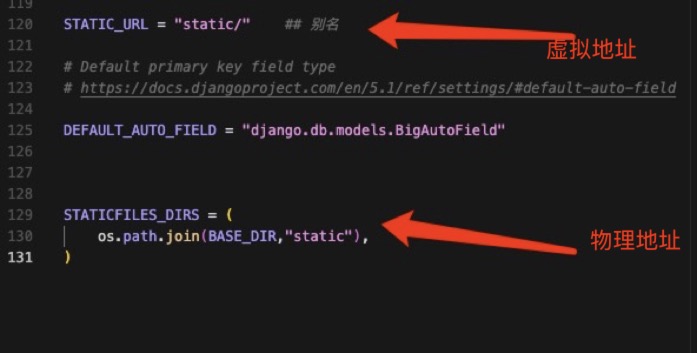 119
120 STATIC_URL = "static/" ## 别名
虚拟地址
121
122 # Default primary key field type
123 # https://docs.djangoproject.com/en/5.1/ref/settings/#default-auto-field
124
125 DEFAULT_AUTO_FIELD = "django.db.models.BigAutoField"
126
127
128
129 STATICFILES_DIRS = (
130 os.path.join(BASE_DIR,"static"),
物理地址
131 )